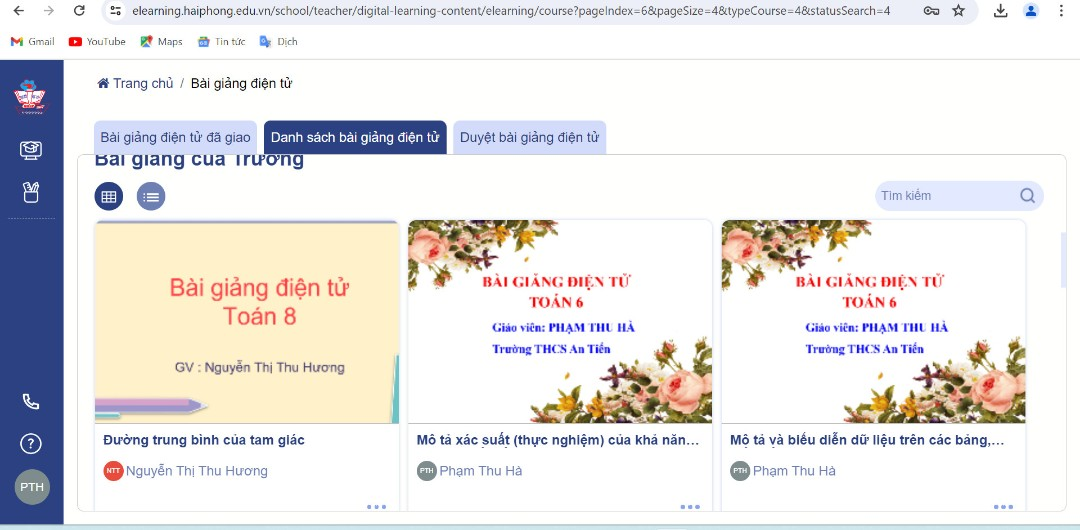 elearning.haiphong.edu.vn/school/teacher/digital-learning-content/elearning/course?pageIndex=6&pageSize=4&typeCourse=4&statusSearch=4
Gmail YouTube Maps Tin tức Dịch
Trang chủ / Bài giảng điện tử
Bài giảng điện tử đã giao Danh sách bài giảng điện tử Duyệt bài giảng điện tử
Bài giảng của Trường
Tìm kiếm
Bài giảng điện tử
Toán 8
GV : Nguyễn Thị Thu Hương
BÀI GIẢNG ĐIỆN TỬ
TOÁN 6
Giáo viên: PHẠM THU HÀ
Trường THCS An Tiến
BÀI GIẢNG ĐIỆN TỬ
TOÁN 6
Giáo viên: PHẠM THU HÀ
Trường THCS An Tiến
Đường trung bình của tam giác
NTT Nguyễn Thị Thu Hương
Mô tả xác suất (thực nghiệm) của khả năn...
PTH Phạm Thu Hà
Mô tả và biểu diễn dữ liệu trên các bảng,...
PTH Phạm Thu Hà
PTH